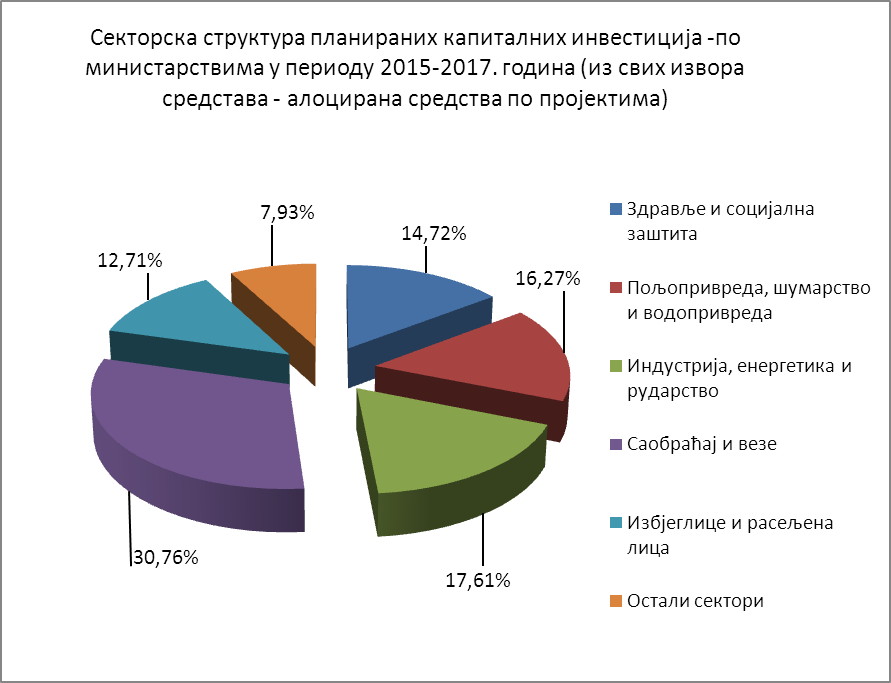 Секторска структура планираних капиталних инвестиција -по
министарствима у периоду 2015-2017. година (из свих извора
средстава - алоцирана средства по пројектима)
7,93%
14,72%
12,71%
16,27%
30,76%
17,61%
Здравље и социјална
заштита
Пољопривреда, шумарство
и водопривреда
Индустрија, енергетика и
рударство
Саобраћај и везе
Избјеглице и расељена
лица
Остали сектори